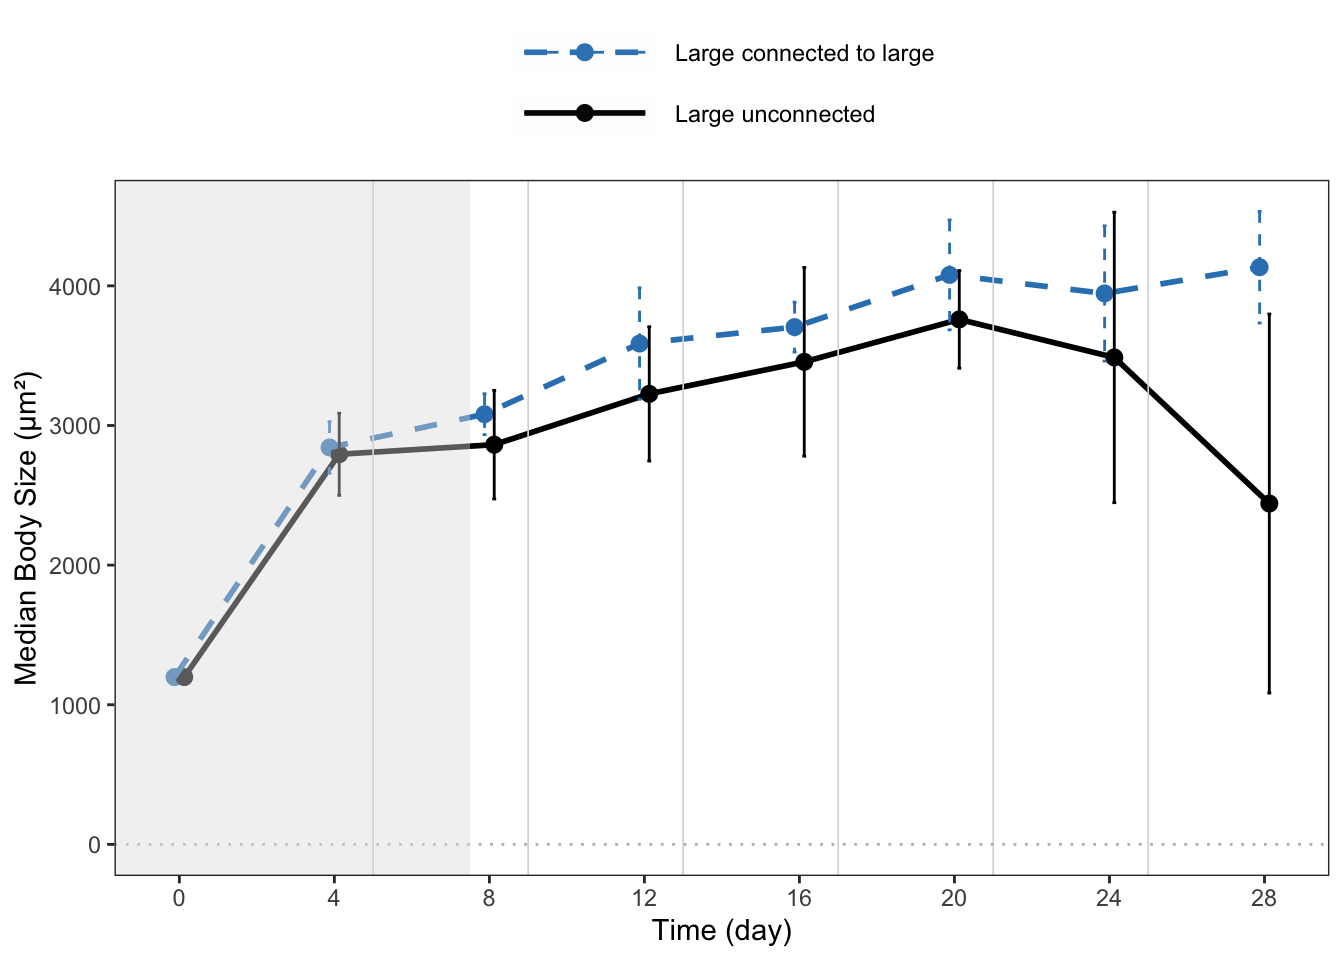 Large connected to large
Large unconnected
Median Body Size (μm²)
4000
3000
2000
1000
0
0 4 8 12 16 20 24 28
Time (day)